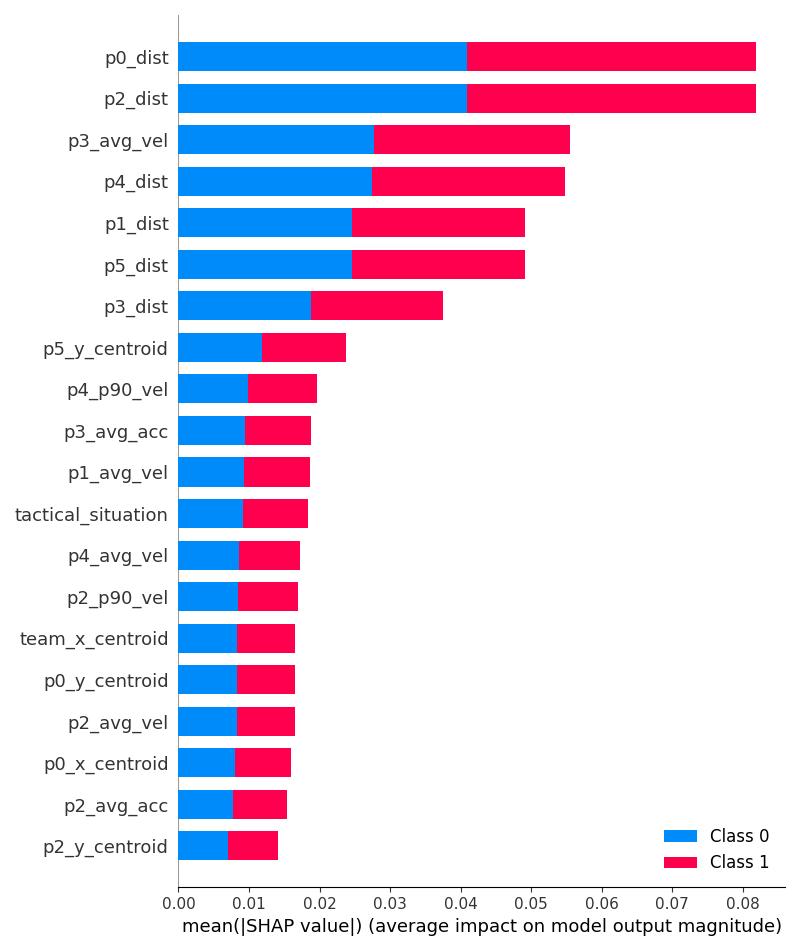 p0_dist
p2_dist
p3_avg_vel
p4_dist
p1_dist
p5_dist
p3_dist
p5_y_centroid
p4_p90_vel
p3_avg_acc
p1_avg_vel
tactical_situation
p4_avg_vel
p2_p90_vel
team_x_centroid
p0_y_centroid
p2_avg_vel
p0_x_centroid
p2_avg_acc
p2_y_centroid
Class 0
Class 1
0.00 0.01 0.02 0.03 0.04 0.05 0.06 0.07 0.08
mean(|SHAP value|) (average impact on model output magnitude)